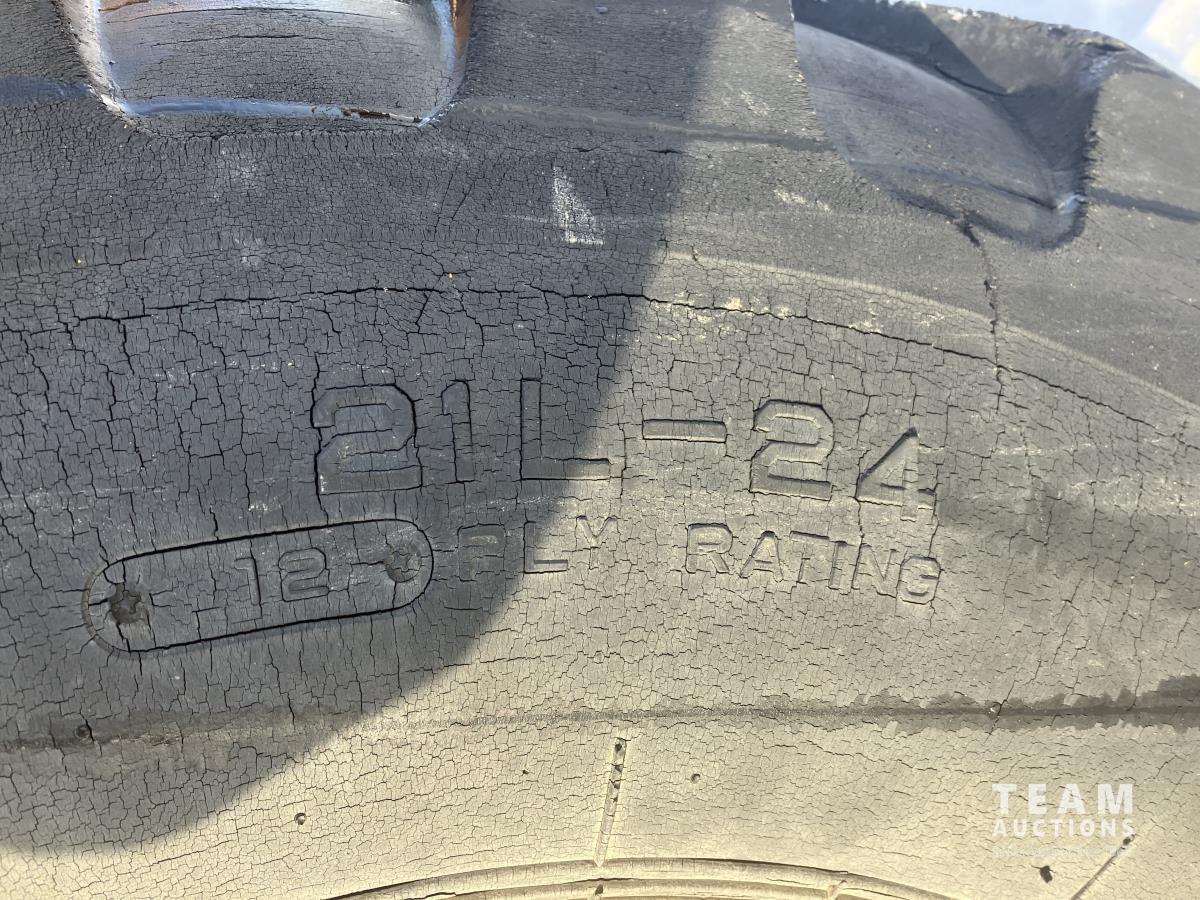 21L-24
12 PLY RATING
TEAM
AUCTIONS